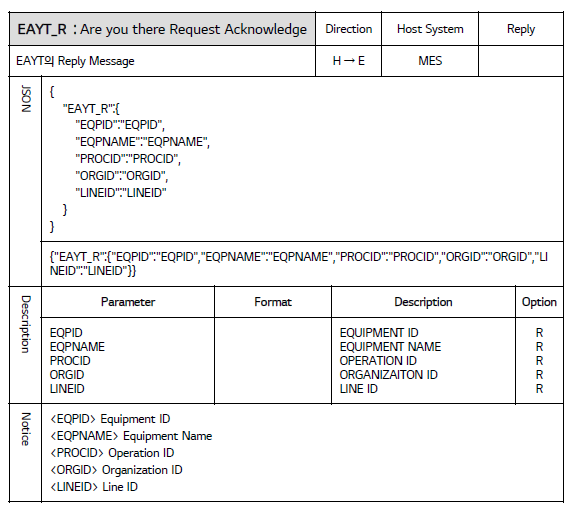 EAYT_R : Are you there Request Acknowledge Direction Host System Reply
EAYT의 Reply Message H→E MES
JSON
{
"EAYT_R":{
"EQPID":"EQPID",
"EQPNAME":"EQPNAME",
"PROCID":"PROCID",
"ORGID":"ORGID",
"LINEID":"LINEID"
}
}
{"EAYT_R":{"EQPID":"EQPID","EQPNAME":"EQPNAME","PROCID":"PROCID","ORGID":"ORGID","LI
NEID":"LINEID"}}
Description
Parameter Format Description Option
EQPID EQUIPMENT ID R
EQPNAME EQUIPMENT NAME R
PROCID OPERATION ID R
ORGID ORGANIZAITON ID R
LINEID LINE ID R
Notice
<EQPID> Equipment ID
<EQPNAME> Equipment Name
<PROCID> Operation ID
<ORGID> Organization ID
<LINEID> Line ID